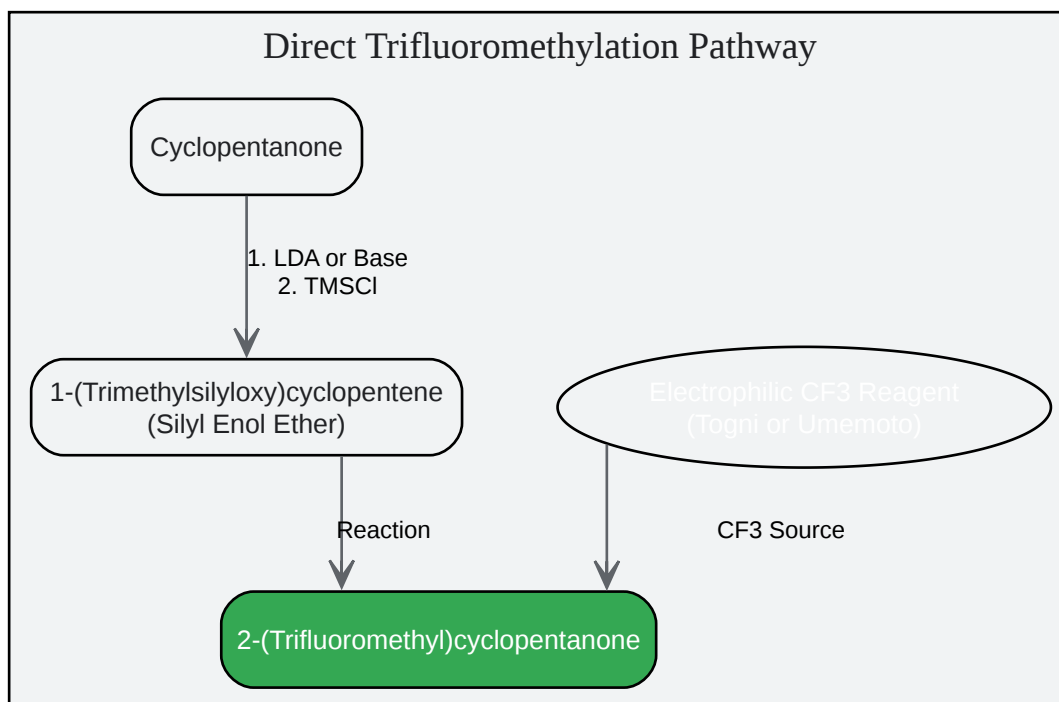 Direct Trifluoromethylation Pathway
Cyclopentanone
1. LDA or Base
2. TMSCl
1-(Trimethylsilyloxy)cyclopentene
(Silyl Enol Ether)
Electrophilic CF3 Reagent
(Togni or Umemoto)
Reaction
CF3 Source
2-(Trifluoromethyl)cyclopentanone